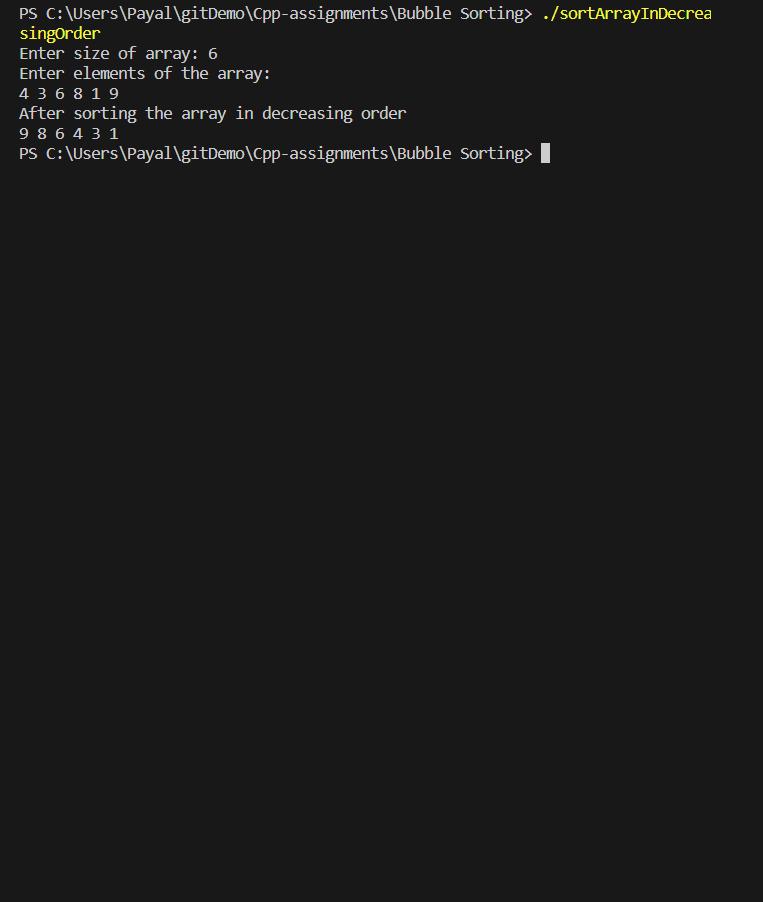 PS C:\Users\Payal\gitDemo\Cpp-assignments\Bubble Sorting> ./sortArrayInDecrea
singOrder
Enter size of array: 6
Enter elements of the array:
4 3 6 8 1 9
After sorting the array in decreasing order
9 8 6 4 3 1
PS C:\Users\Payal\gitDemo\Cpp-assignments\Bubble Sorting>